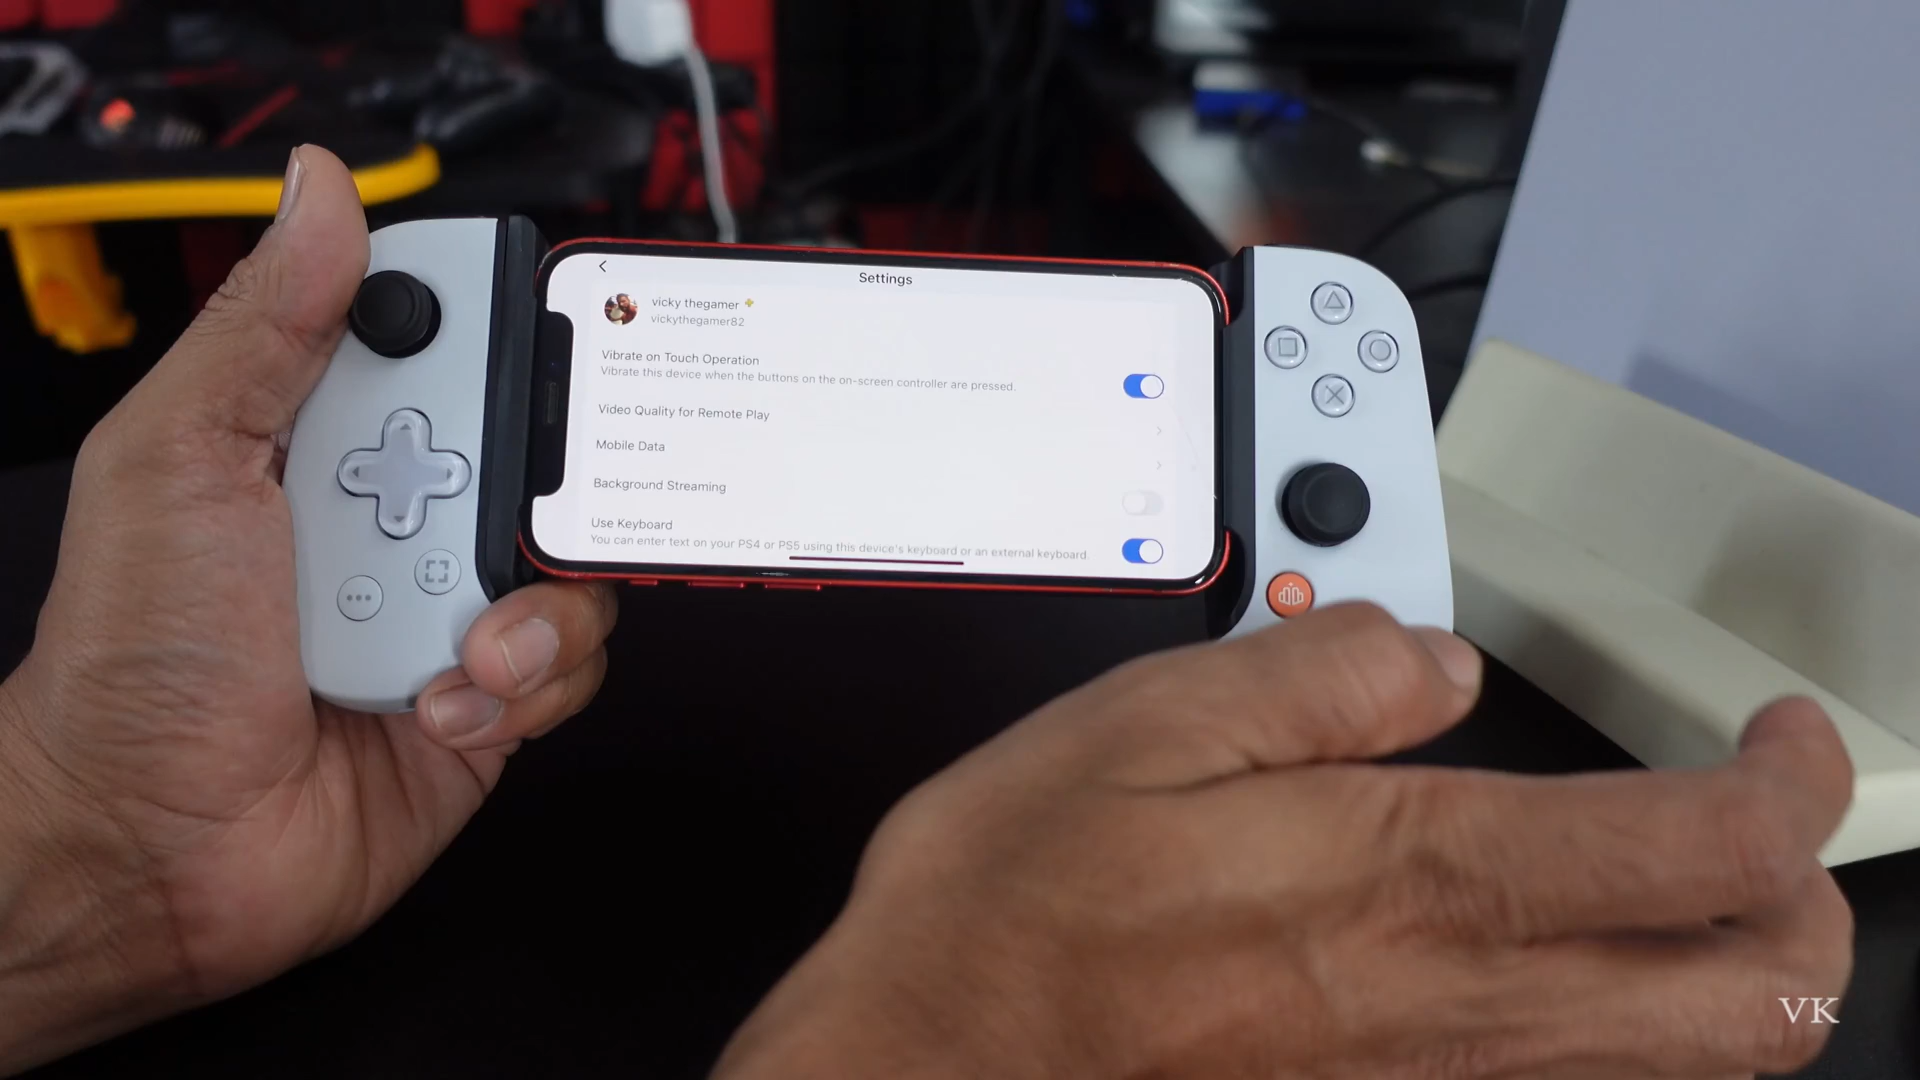 Settings
vicky thegamer
vickythegamer82
Vibrate on Touch Operation
Vibrate this device when the buttons on the on-screen controller are pressed.
Video Quality for Remote Play
Mobile Data
Background Streaming
Use Keyboard
You can enter text on your PS4 or PS5 using this device's keyboard or an external keyboard.
VK